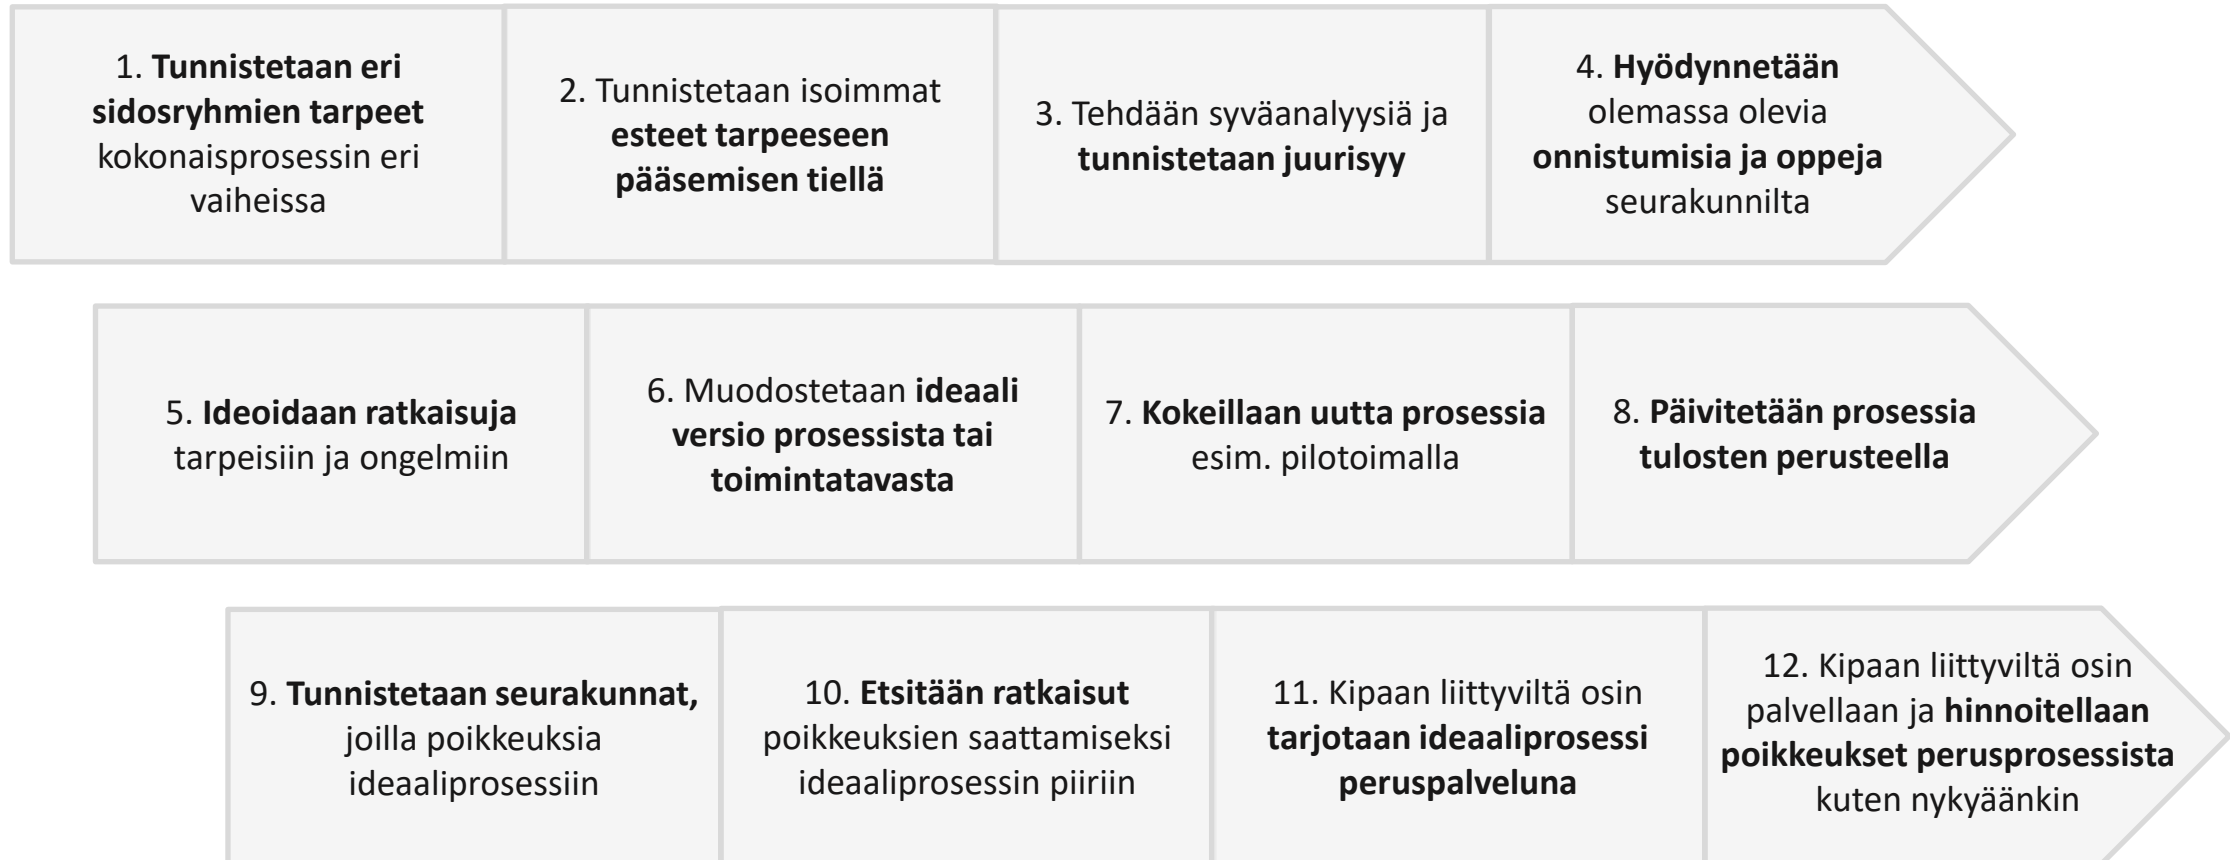 1. Tunnistetaan eri
sidosryhmien tarpeet
kokonaisprosessin eri
vaiheissa
2. Tunnistetaan isoimmat
esteet tarpeeseen
pääsemisen tiellä
3. Tehdään syväanalyysiä ja
tunnistetaan juurisyy
4. Hyödynnetään
olemassa olevia
onnistumisia ja oppeja
seurakunnilta
5. Ideoidaan ratkaisuja
tarpeisiin ja ongelmiin
6. Muodostetaan ideaali
versio prosessista tai
toimintatavasta
7. Kokeillaan uutta prosessia
esim. pilotoimalla
8. Päivitetään prosessia
tulosten perusteella
9. Tunnistetaan seurakunnat,
joilla poikkeuksia
ideaaliprosessiin
10. Etsitään ratkaisut
poikkeuksien saattamiseksi
ideaaliprosessin piiriin
11. Kipaan liittyviltä osin
tarjotaan ideaaliprosessi
peruspalveluna
12. Kipaan liittyviltä osin
palvellaan ja hinnoitellaan
poikkeukset perusprosessista
kuten nykyäänkin